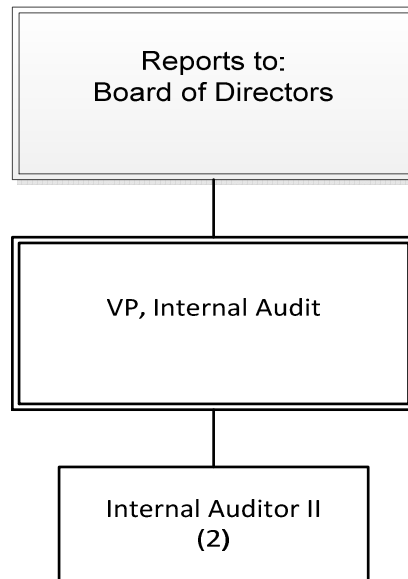 Reports to:
Board of Directors
VP, Internal Audit
Internal Auditor II
(2)